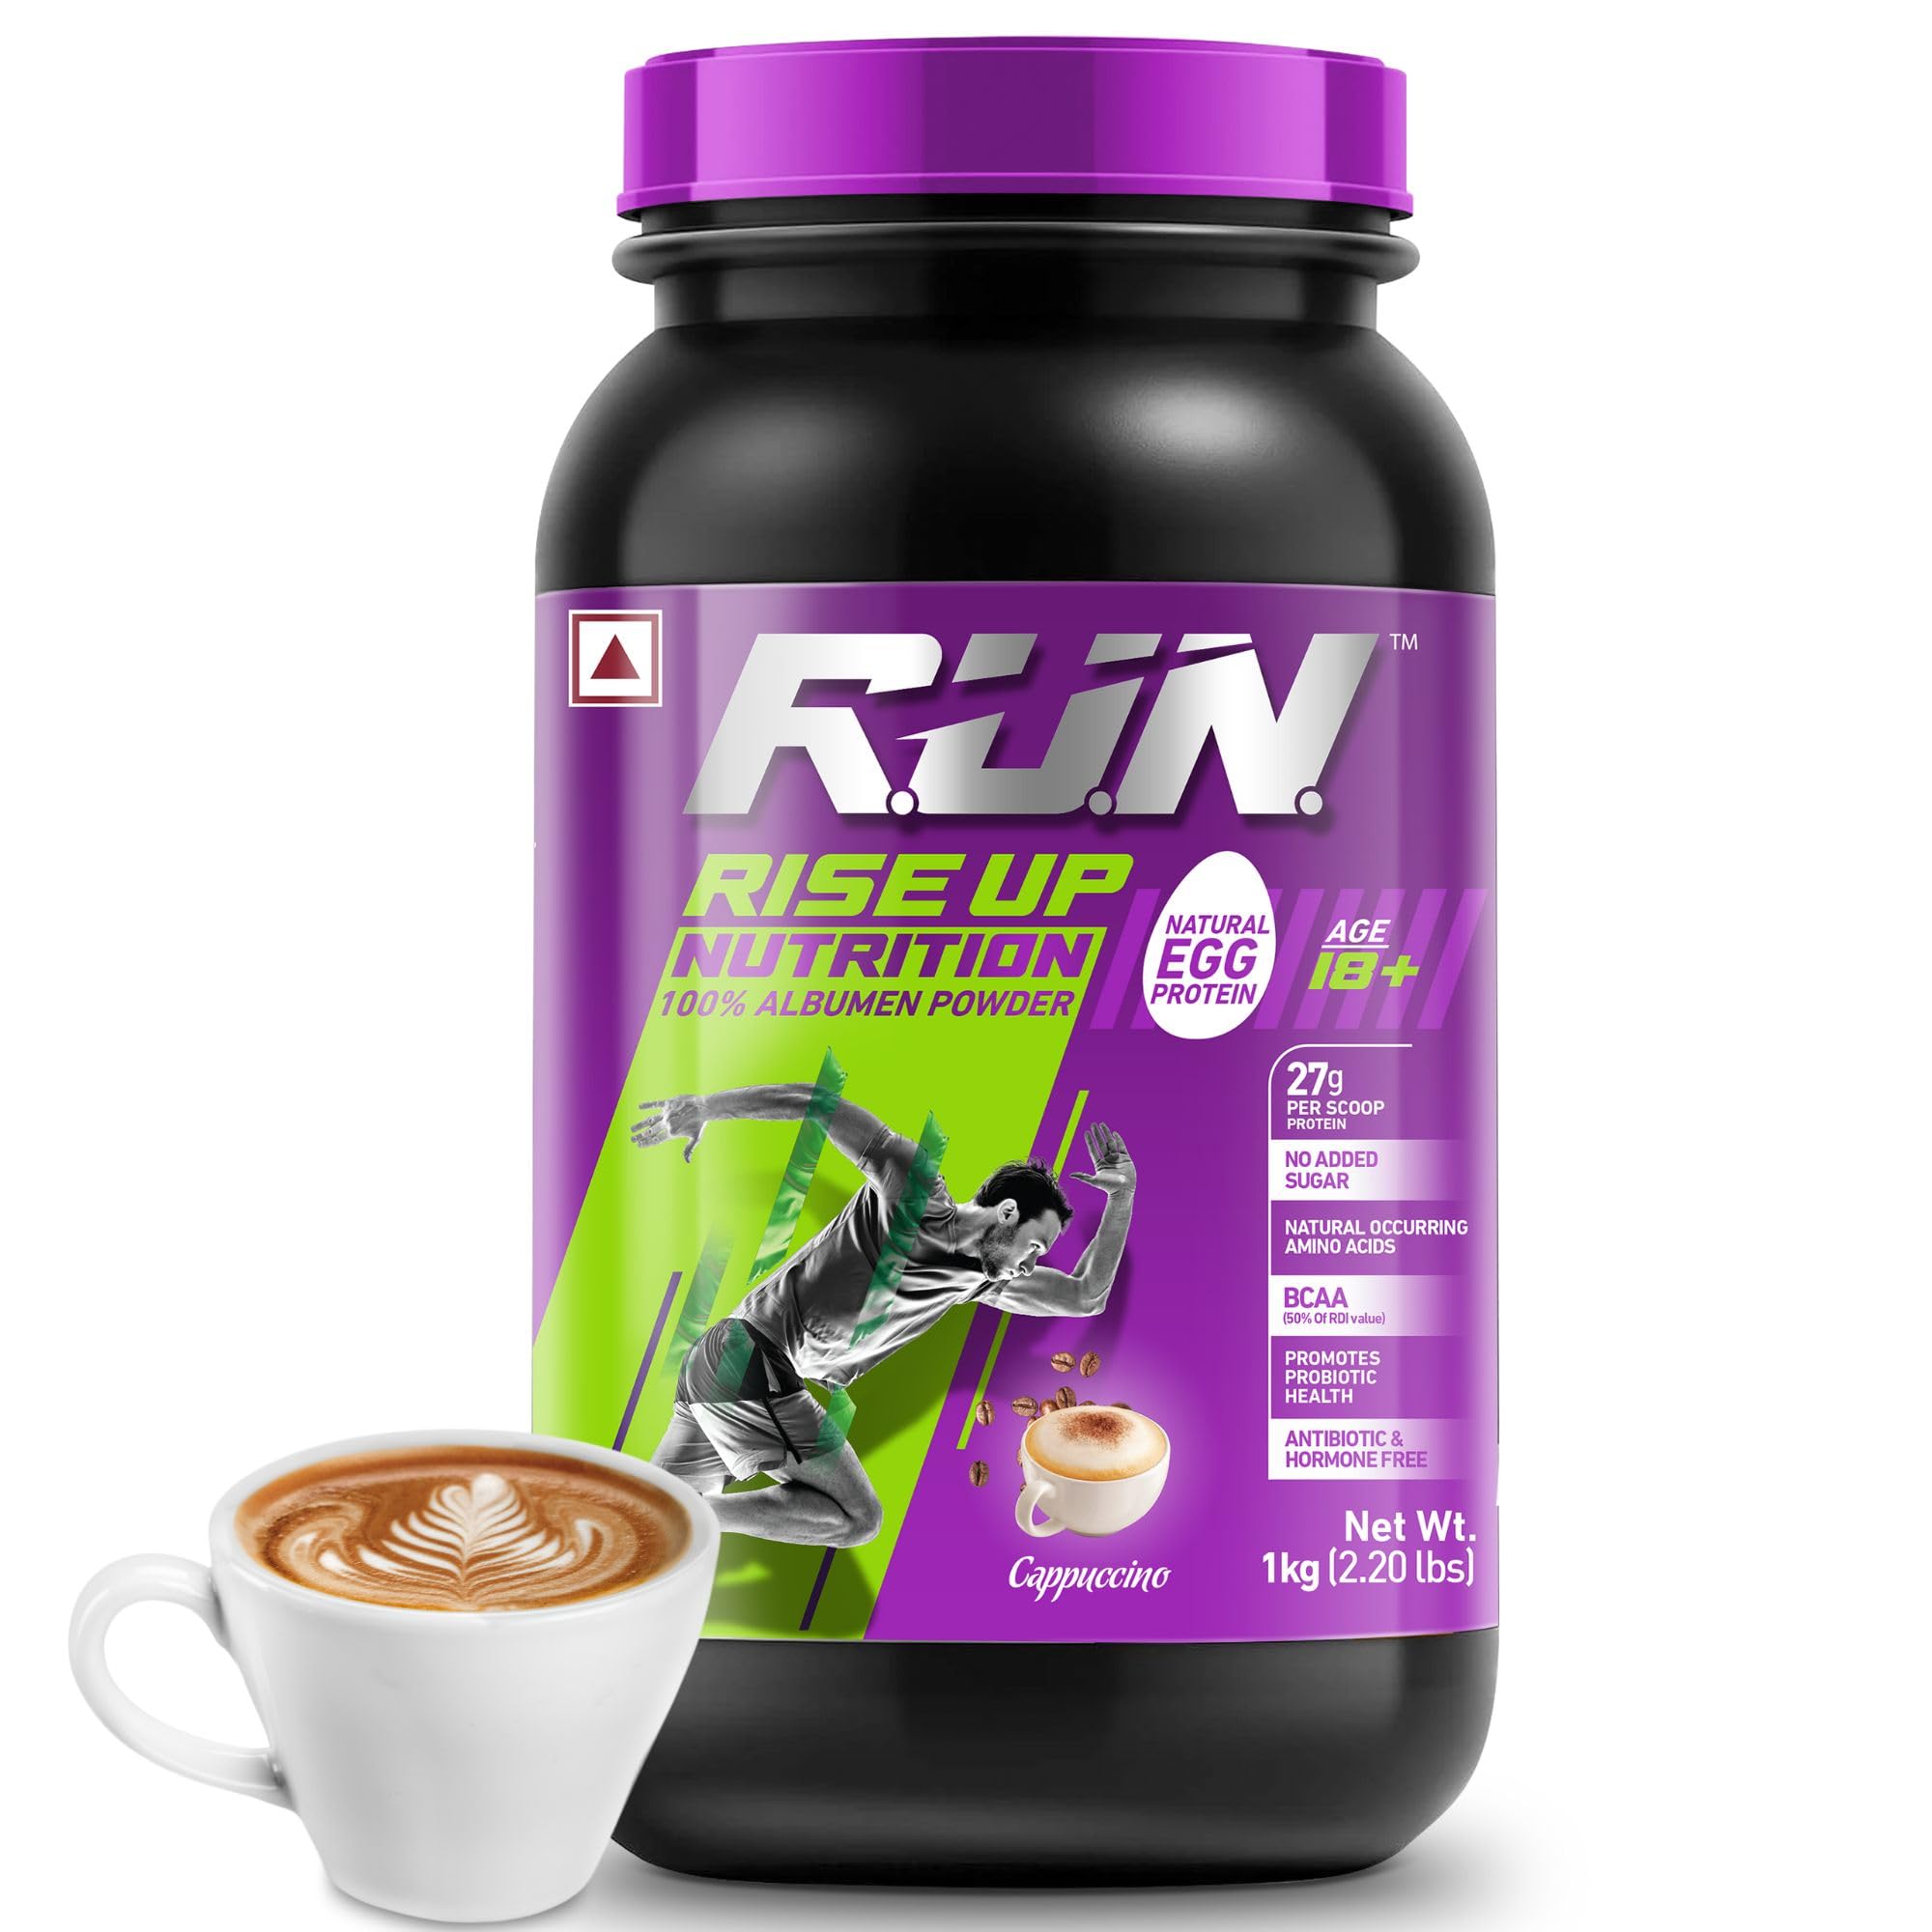 R.U.N.™
RISE UP
NUTRITION
100% ALBUMEN POWDER
NATURAL
EGG
PROTEIN
AGE
18+
27g
PER SCOOP
PROTEIN
NO ADDED
SUGAR
NATURAL OCCURRING
AMINO ACIDS
BCAA
(50% Of RDI value)
PROMOTES
PROBIOTIC
HEALTH
ANTIBIOTIC &
HORMONE FREE
Cappuccino
Net Wt.
1kg (2.20 lbs)